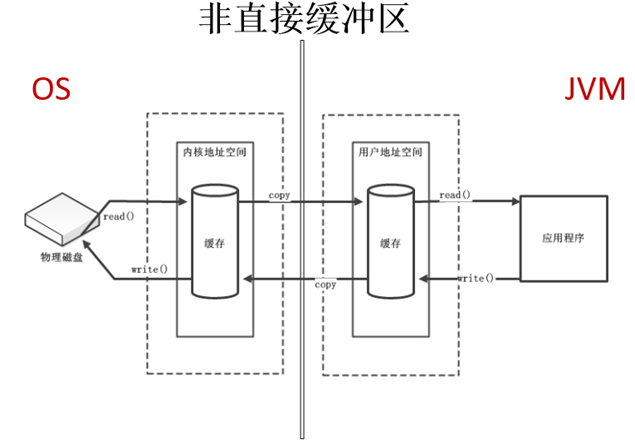 非直接缓冲区
OS
JVM
内核地址空间
用户地址空间
copy
read()
read()
缓存
缓存
应用程序
物理磁盘
write()
copy
write()